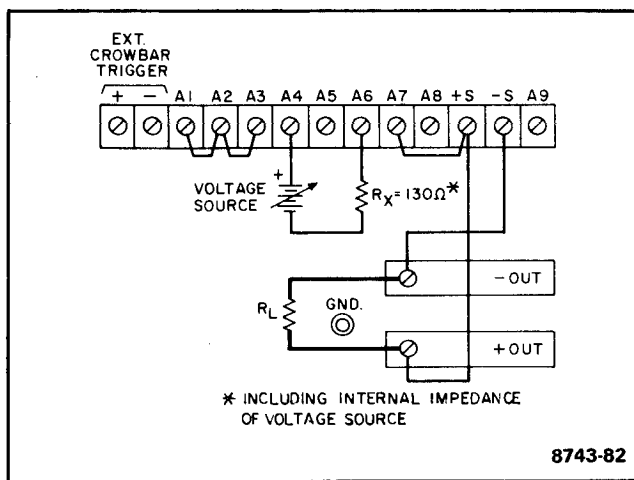 EXT.
CROWBAR
TRIGGER
+ − A1 A2 A3 A4 A5 A6 A7 A8 +S −S A9
+
VOLTAGE
SOURCE
RX=130Ω*
− OUT
RL
GND.
+ OUT
* INCLUDING INTERNAL IMPEDANCE
OF VOLTAGE SOURCE
8743-82